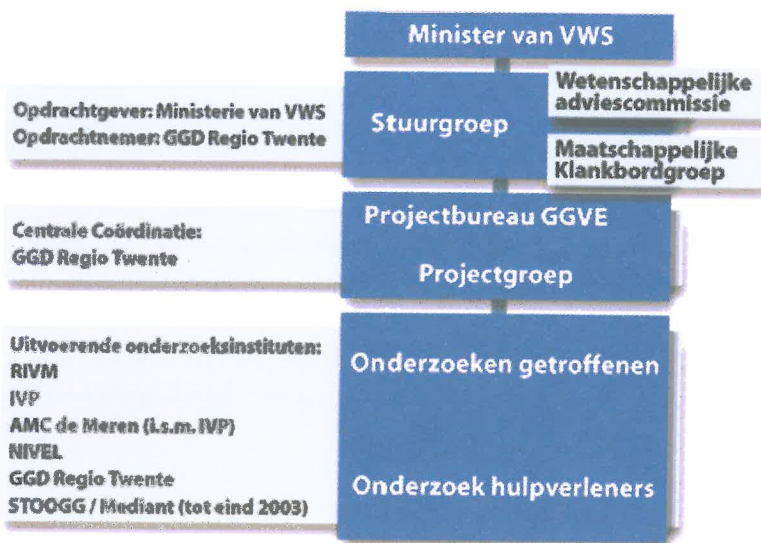 Minister van VWS
Opdrachtgever: Ministerie van VWS
Opdrachtnemer: GGD Regio Twente
Stuurgroep
Wetenschappelijke
adviescommissie
Maatschappelijke
Klankbordgroep
Centrale Coördinatie:
GGD Regio Twente
Projectbureau GGVE
Projectgroep
Uitvoerende onderzoeksinstituten:
RIVM
IVP
AMC de Meren (i.s.m. IVP)
NIVEL
GGD Regio Twente
STOOGG / Mediant (tot eind 2003)
Onderzoeken getroffenen
Onderzoek hulpverleners